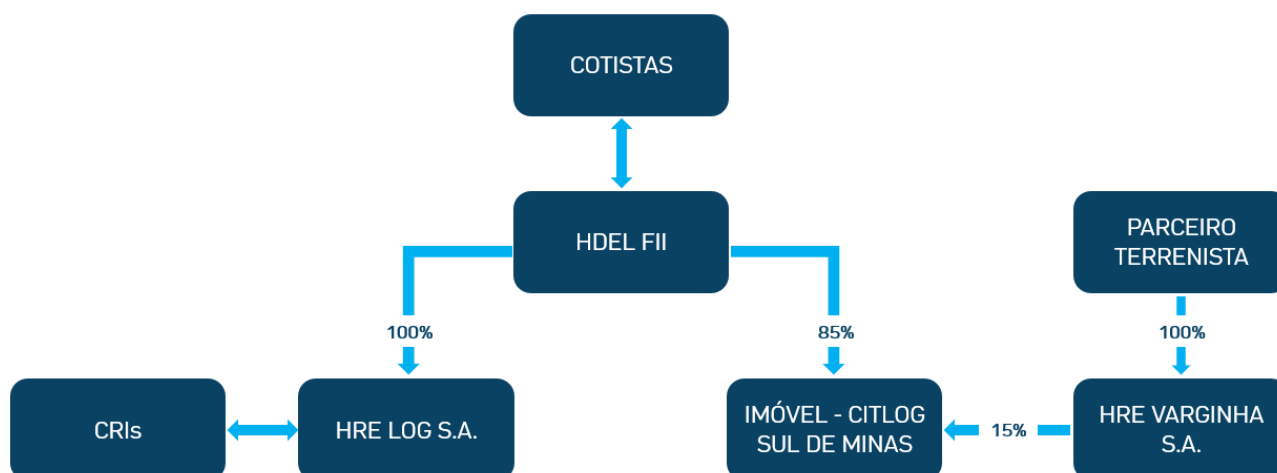 COTISTAS
HDEL FII
PARCEIRO
TERRENISTA
100%
85%
100%
CRIs
HRE LOG S.A.
IMÓVEL - CITLOG
SUL DE MINAS
15%
HRE VARGINHA
S.A.